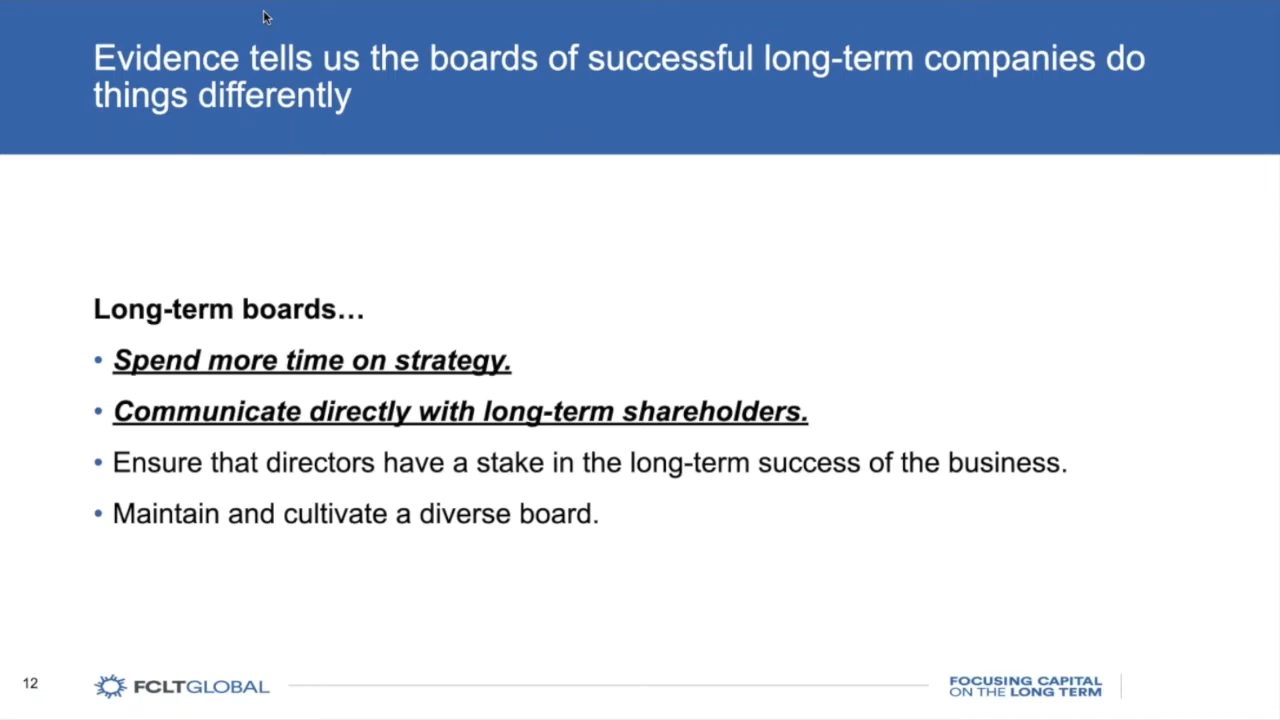 Evidence tells us the boards of successful long-term companies do
things differently
Long-term boards…
• Spend more time on strategy.
• Communicate directly with long-term shareholders.
• Ensure that directors have a stake in the long-term success of the business.
• Maintain and cultivate a diverse board.
12
FCLTGLOBAL
FOCUSING CAPITAL
ON THE LONG TERM